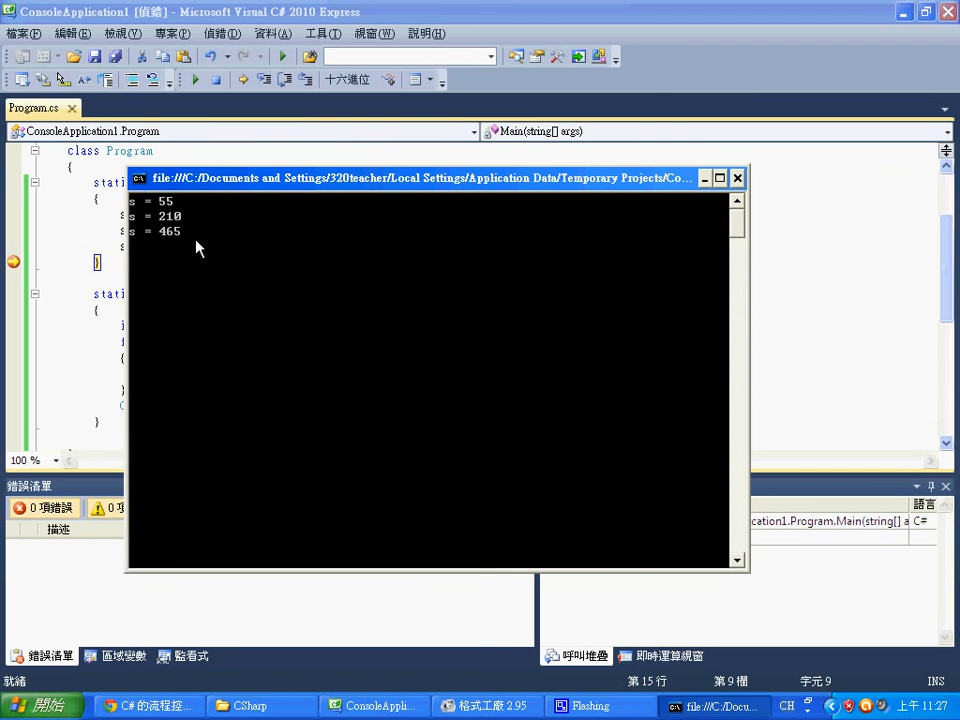 ConsoleApplication1 [偵錯] - Microsoft Visual C# 2010 Express
檔案(F) 編輯(E) 檢視(V) 專案(P) 偵錯(D) 資料(A) 工具(T) 視窗(W) 說明(H)
十六進位
Program.cs
ConsoleApplication1.Program Main(string[] args)
class Program
{
file:///C:/Documents and Settings/320teacher/Local Settings/Application Data/Temporary Projects/Co...
stati
{
s = 55
s = 210
s = 465
s
s
s
}
stati
{
i
f
{
}
C
}
100 %
錯誤清單
0 項錯誤 0 項
語言
描述
cation1.Program.Main(string[] a C#
錯誤清單 區域變數 監看式 呼叫堆疊 即時運算視窗
就緒 第 15 行 第 9 欄 字元 9 INS
開始 C# 的流程控... CSharp ConsoleAppli... 格式工廠 2.95 Flashing file:///C:/Docu... CH 上午 11:27